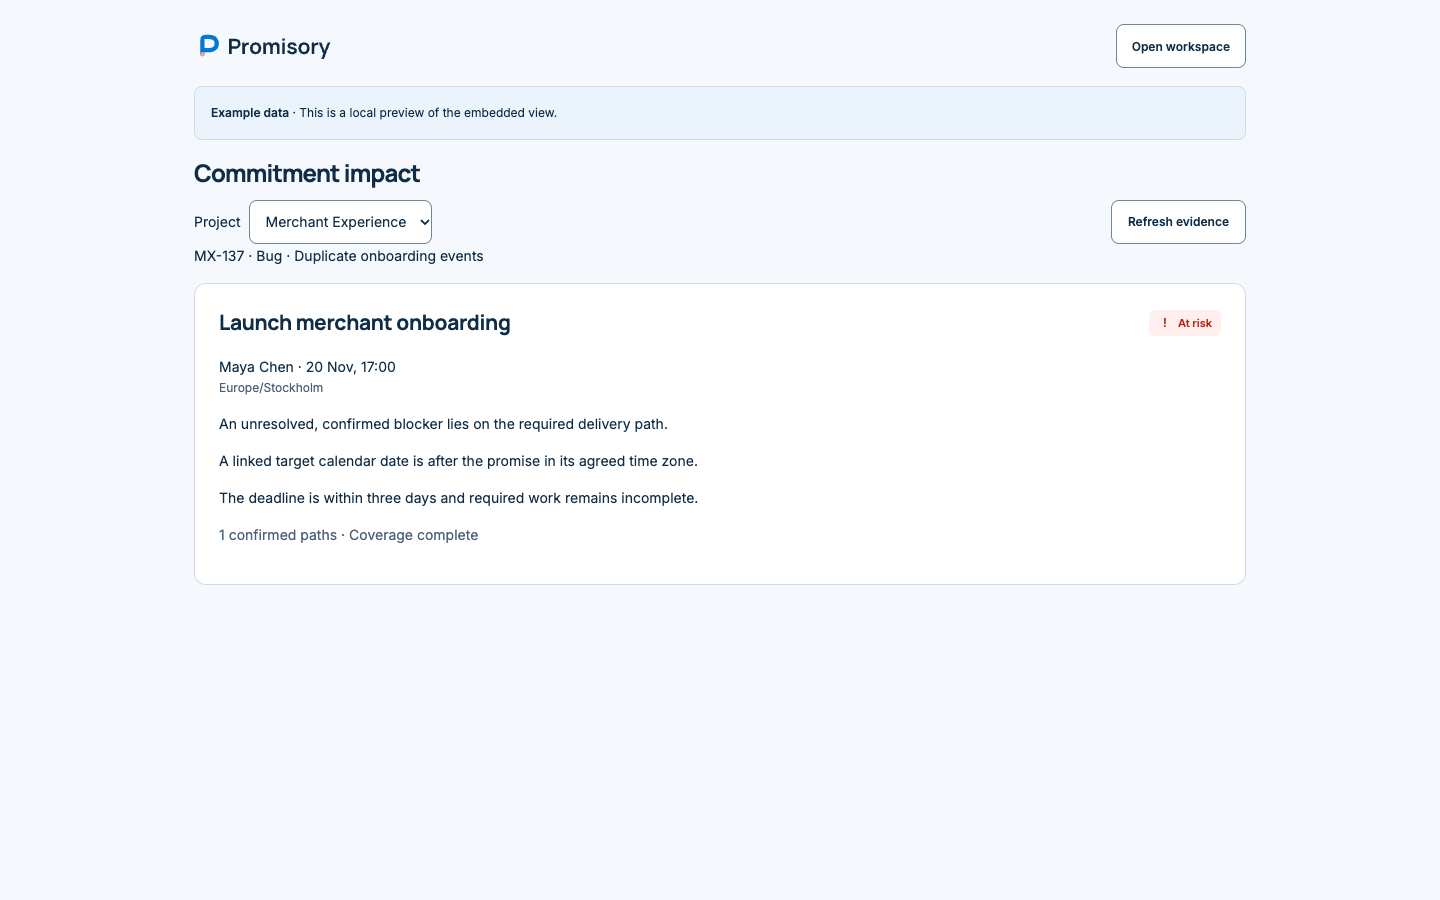 Promisory
Open workspace
Example data · This is a local preview of the embedded view.
Commitment impact
Project
Merchant Experience
Refresh evidence
MX-137 · Bug · Duplicate onboarding events
Launch merchant onboarding
! At risk
Maya Chen · 20 Nov, 17:00
Europe/Stockholm
An unresolved, confirmed blocker lies on the required delivery path.
A linked target calendar date is after the promise in its agreed time zone.
The deadline is within three days and required work remains incomplete.
1 confirmed paths · Coverage complete